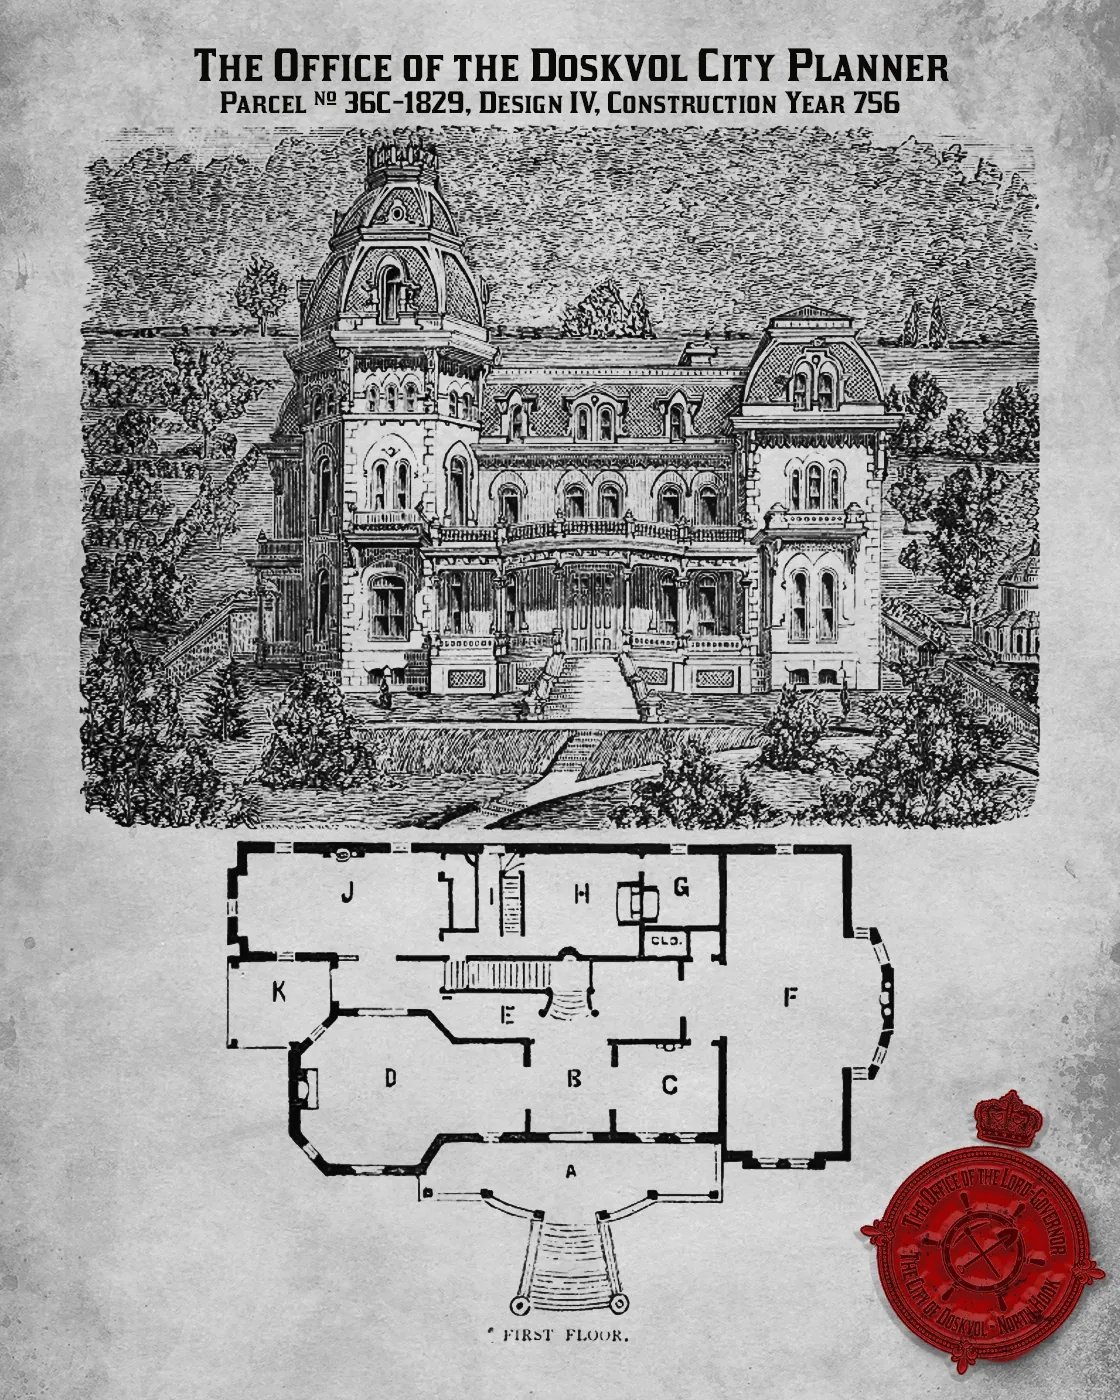 The Office of the Doskvol City Planner
Parcel Nº 36C-1829, Design IV, Construction Year 756
J
I
H
G
CLO.
K
E
F
D
B
C
A
FIRST FLOOR.
The Office of the Lord-Governor
The City of Doskvol - North Hook